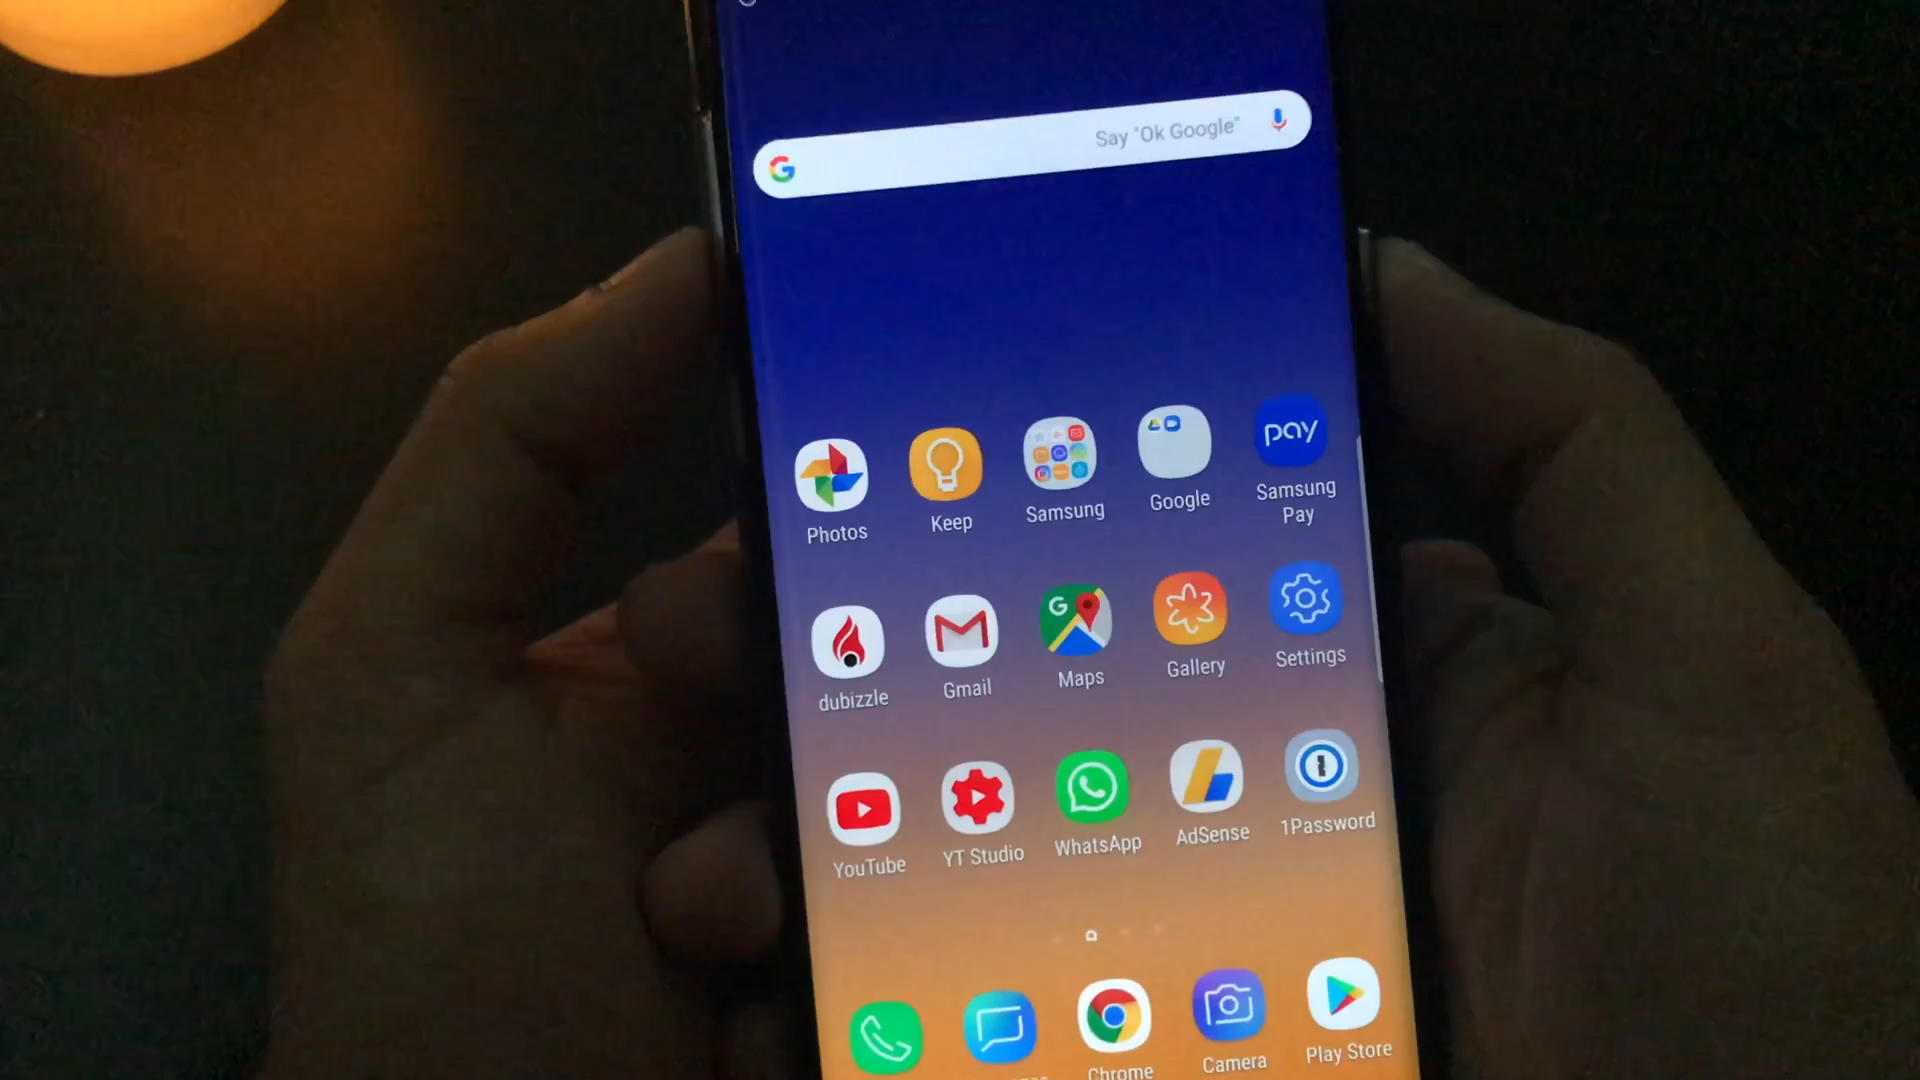 Say "Ok Google"
pay
Photos
Keep
Samsung
Google
Samsung
Pay
dubizzle
Gmail
Maps
Gallery
Settings
YouTube
YT Studio
WhatsApp
AdSense
1Password
Chrome
Camera
Play Store